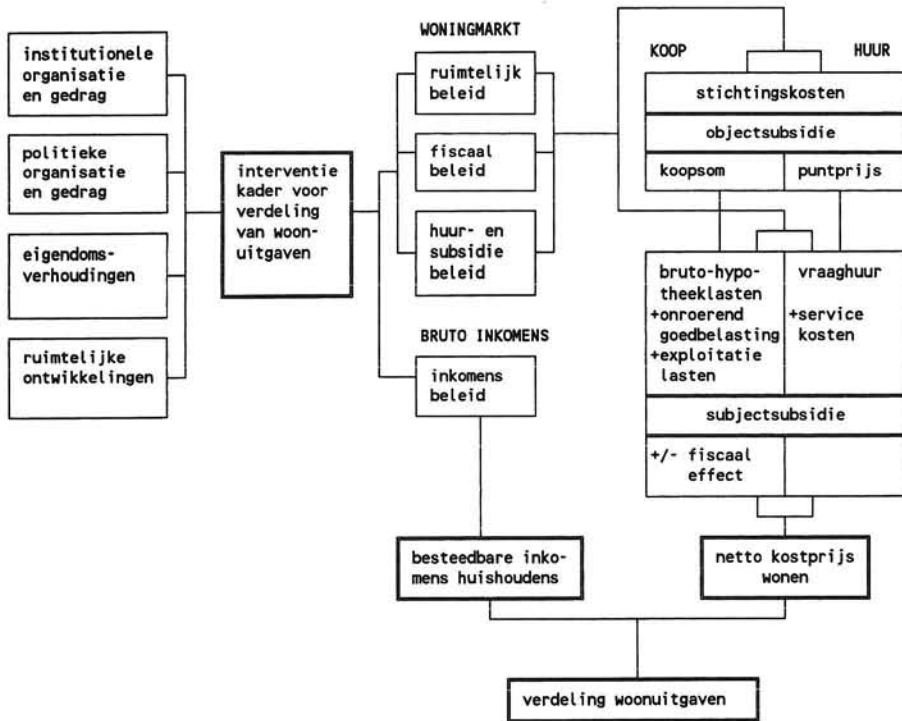 institutionele
organisatie
en gedrag
politieke
organisatie
en gedrag
eigendoms-
verhoudingen
ruimtelijke
ontwikkelingen
interventie
kader voor
verdeling
van woon-
uitgaven
WONINGMARKT
ruimtelijk
beleid
fiscaal
beleid
huur- en
subsidie
beleid
BRUTO INKOMENS
inkomens
beleid
KOOP HUUR
stichtingskosten
objectsubsidie
koopsom puntprijs
bruto-hypo-
theeklasten
+onroerend
goedbelasting
+exploitatie
lasten
vraaghuur
+service
kosten
subjectsubsidie
+/- fiscaal
effect
besteedbare inko-
mens huishoudens
netto kostprijs
wonen
verdeling woonuitgaven